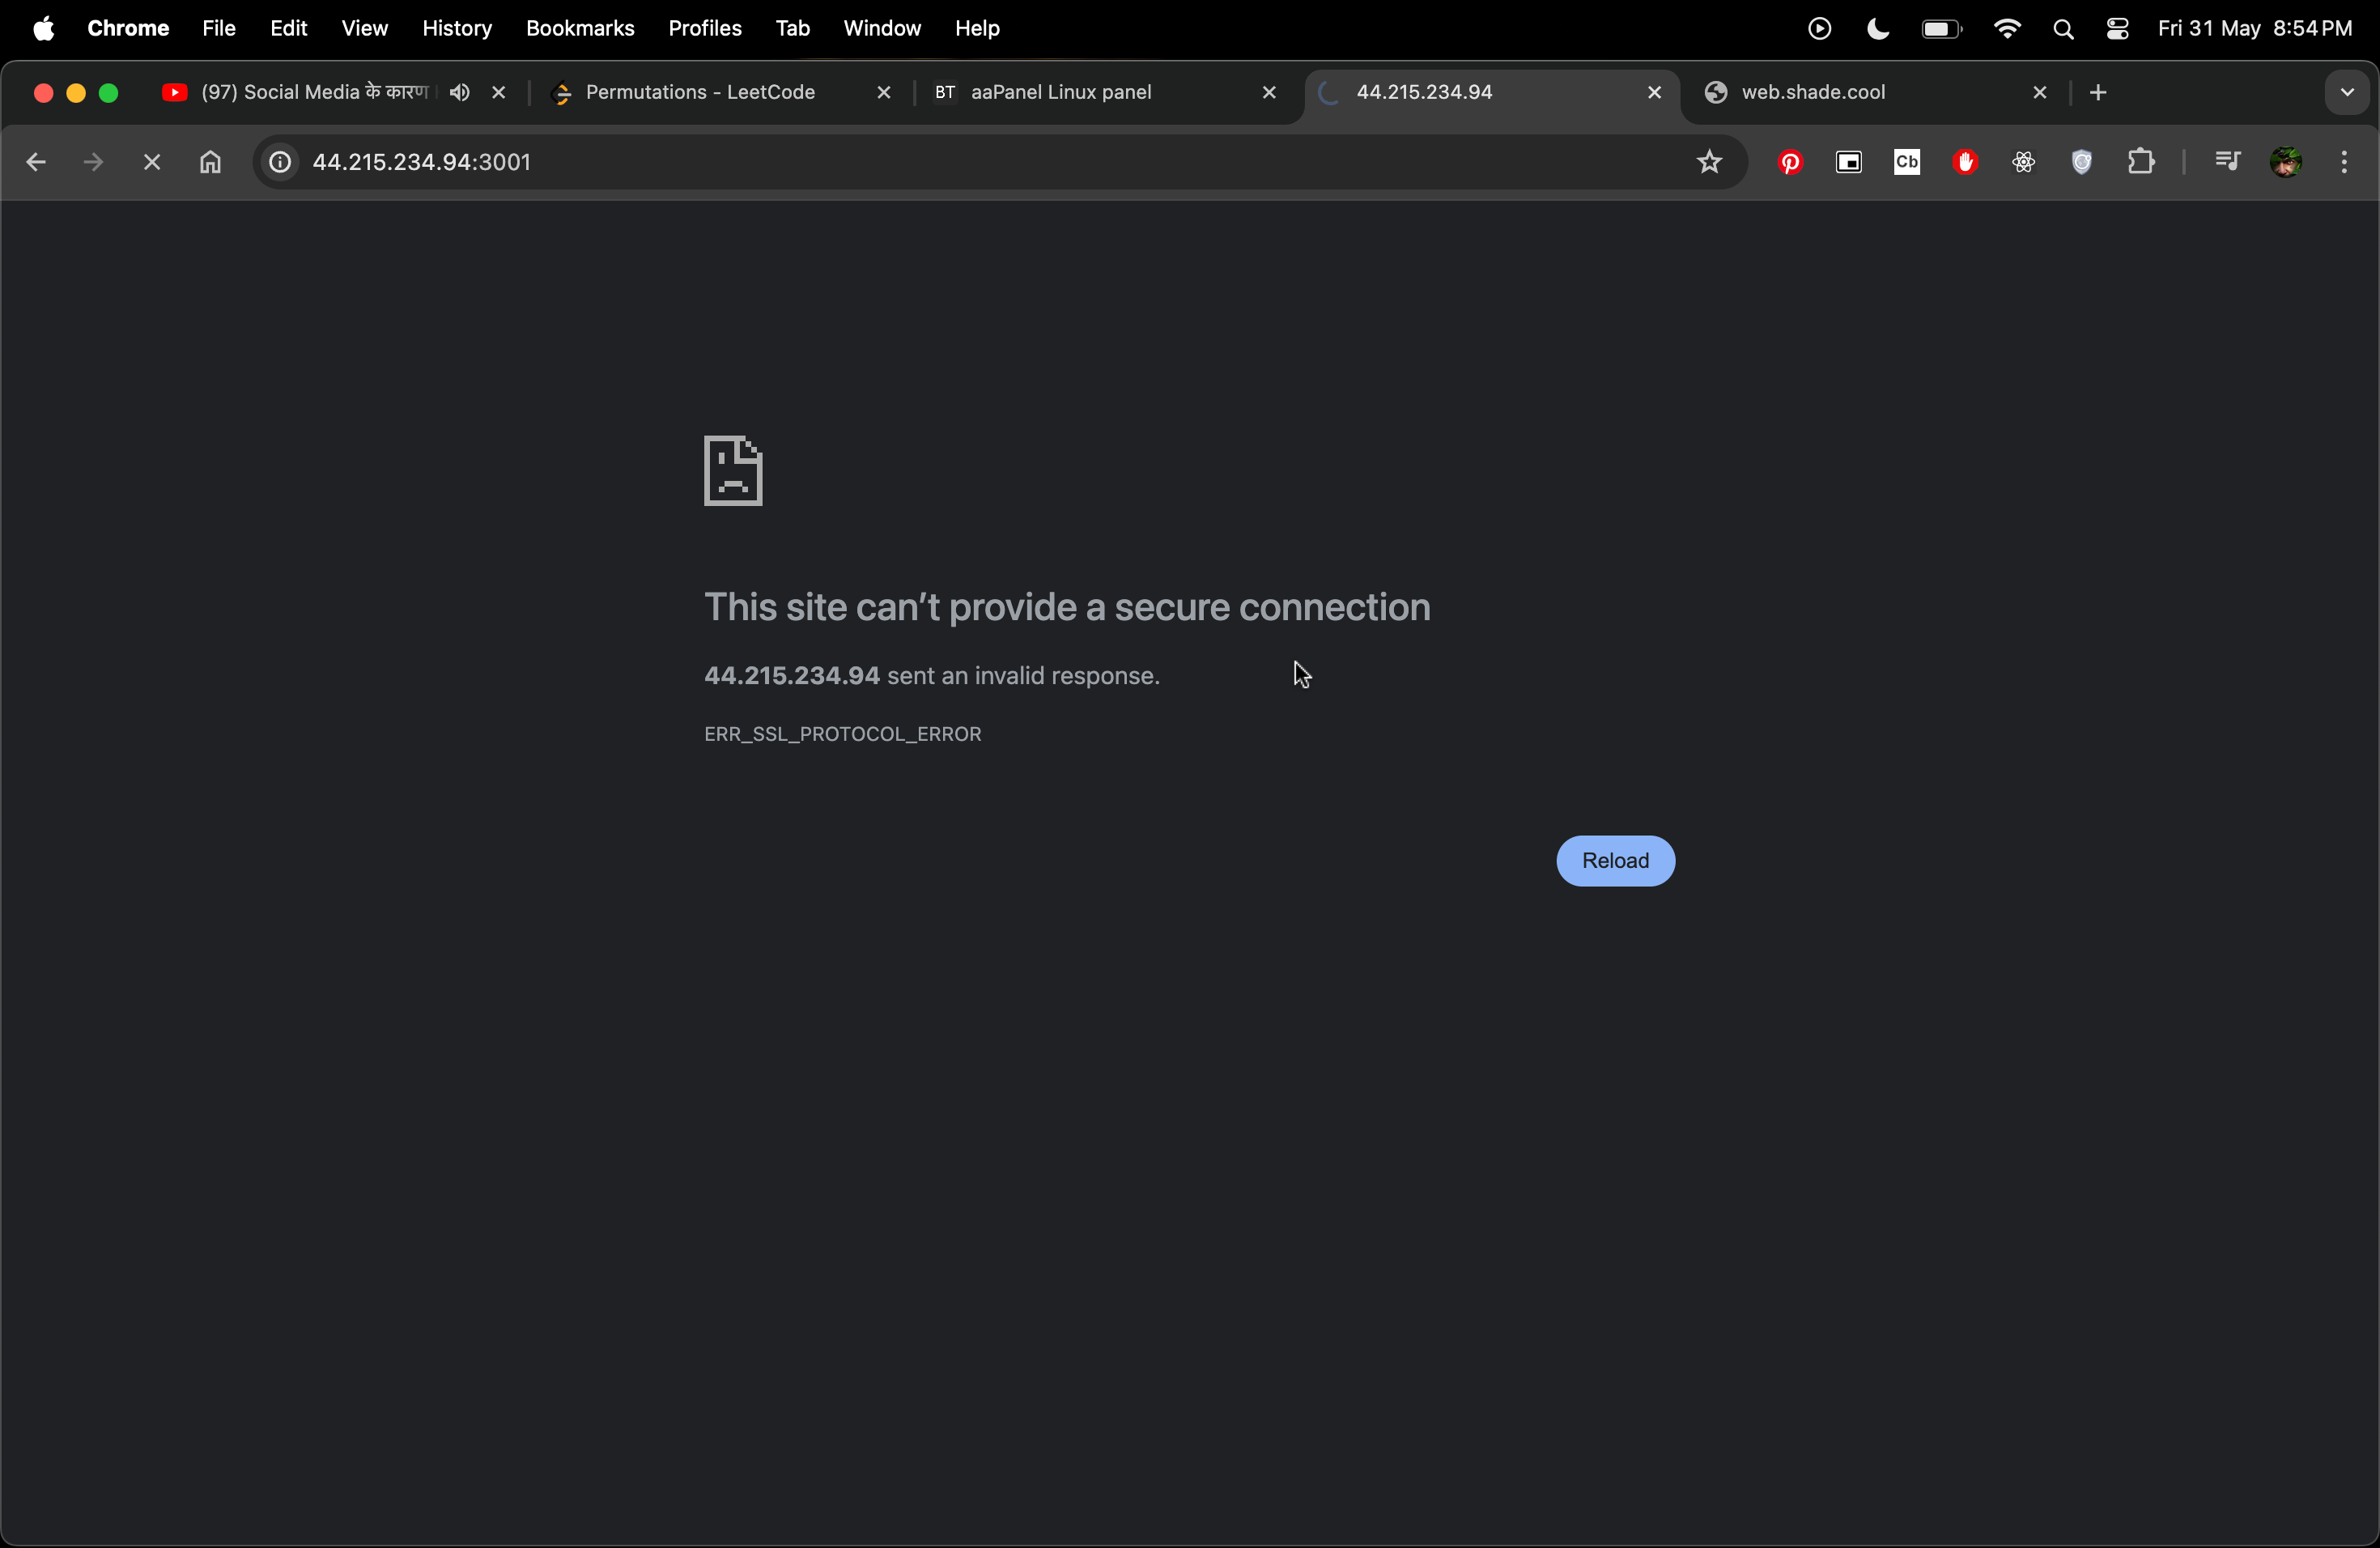 Chrome File Edit View History Bookmarks Profiles Tab Window Help Fri 31 May 8:54 PM
(97) Social Media के कारण Permutations - LeetCode BT aaPanel Linux panel 44.215.234.94 web.shade.cool
44.215.234.94:3001 Cb
This site can’t provide a secure connection
44.215.234.94 sent an invalid response.
ERR_SSL_PROTOCOL_ERROR
Reload